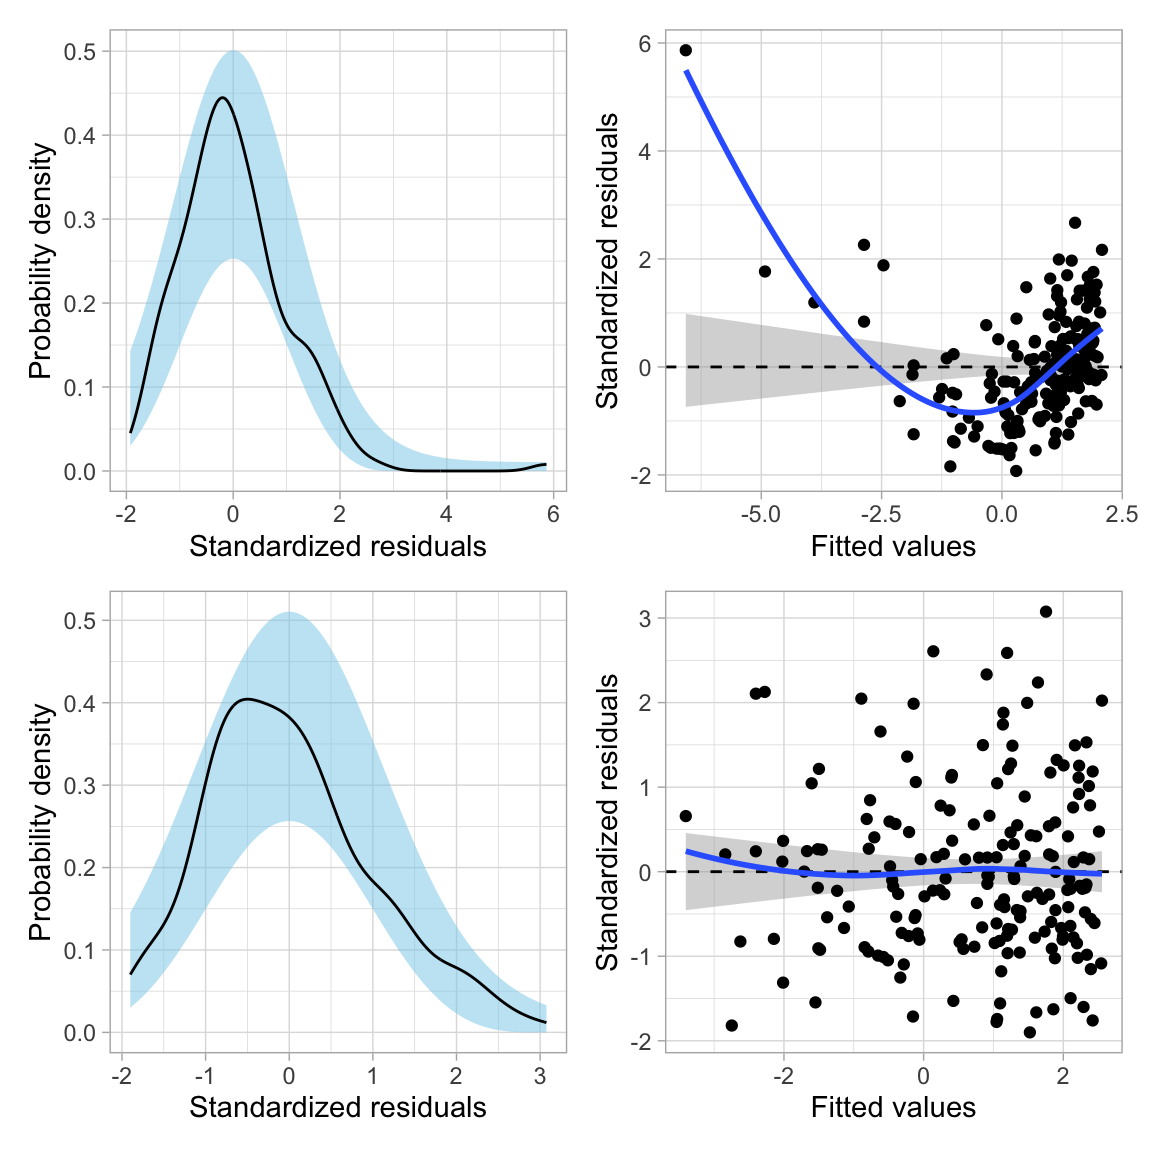 0.5
0.4
0.3
0.2
0.1
0.0
Probability density
-2 0 2 4 6
Standardized residuals
6
4
2
0
-2
Standardized residuals
-5.0 -2.5 0.0 2.5
Fitted values
0.5
0.4
0.3
0.2
0.1
0.0
Probability density
-2 -1 0 1 2 3
Standardized residuals
3
2
1
0
-1
-2
Standardized residuals
-2 0 2
Fitted values